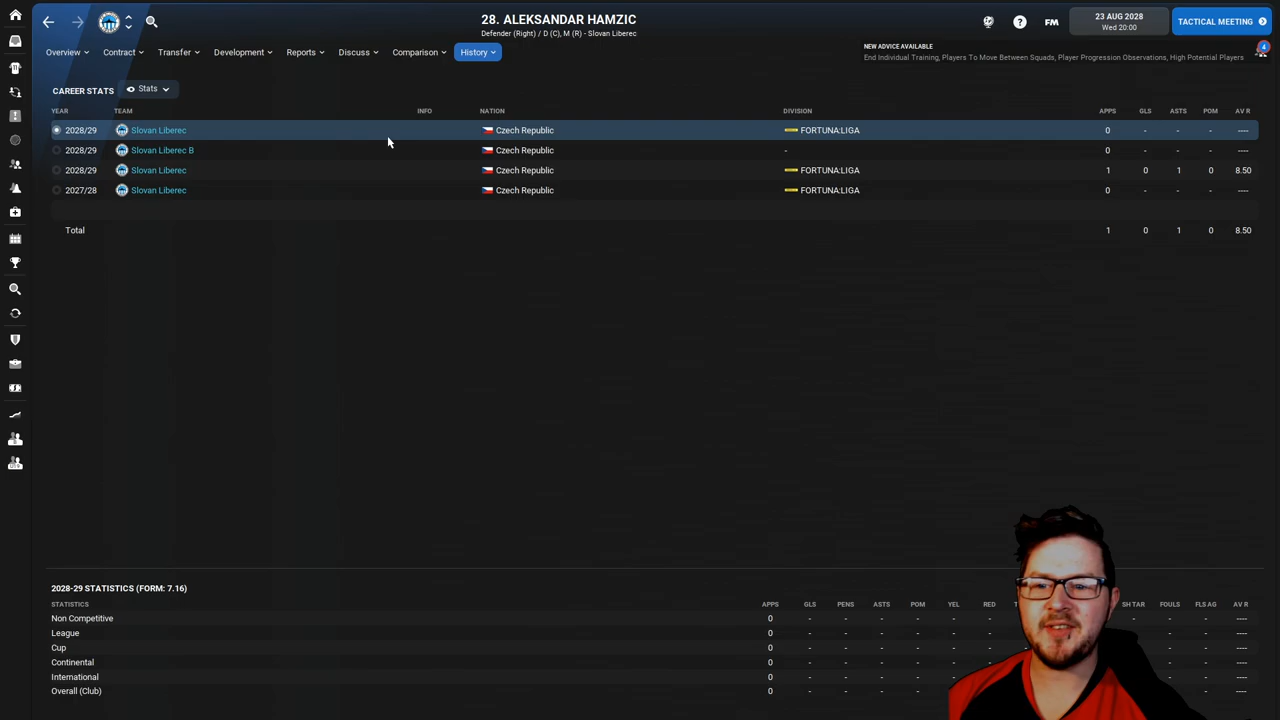 28. ALEKSANDAR HAMZIC
Defender (Right) / D (C), M (R) - Slovan Liberec
FM
23 AUG 2028
Wed 20:00
TACTICAL MEETING
Overview Contract Transfer Development Reports Discuss Comparison History
NEW ADVICE AVAILABLE
End Individual Training, Players To Move Between Squads, Player Progression Observations, High Potential Players
4
CAREER STATS Stats
YEAR TEAM INFO NATION DIVISION APPS GLS ASTS POM AV R
2028/29 Slovan Liberec Czech Republic FORTUNA:LIGA 0 - - - ----
2028/29 Slovan Liberec B Czech Republic - 0 - - - ----
2028/29 Slovan Liberec Czech Republic FORTUNA:LIGA 1 0 1 0 8.50
2027/28 Slovan Liberec Czech Republic FORTUNA:LIGA 0 - - - ----
Total 1 0 1 0 8.50
2028-29 STATISTICS (FORM: 7.16)
STATISTICS APPS GLS PENS ASTS POM YEL RED SH TAR FOULS FLS AG AV R
Non Competitive 0 - - - - - - - - - ----
League 0 - - - - - - - - ----
Cup 0 - - - - - - - - ----
Continental 0 - - - - - - - - ----
International 0 - - - - - - - - ----
Overall (Club) 0 - - - - - - - - ----